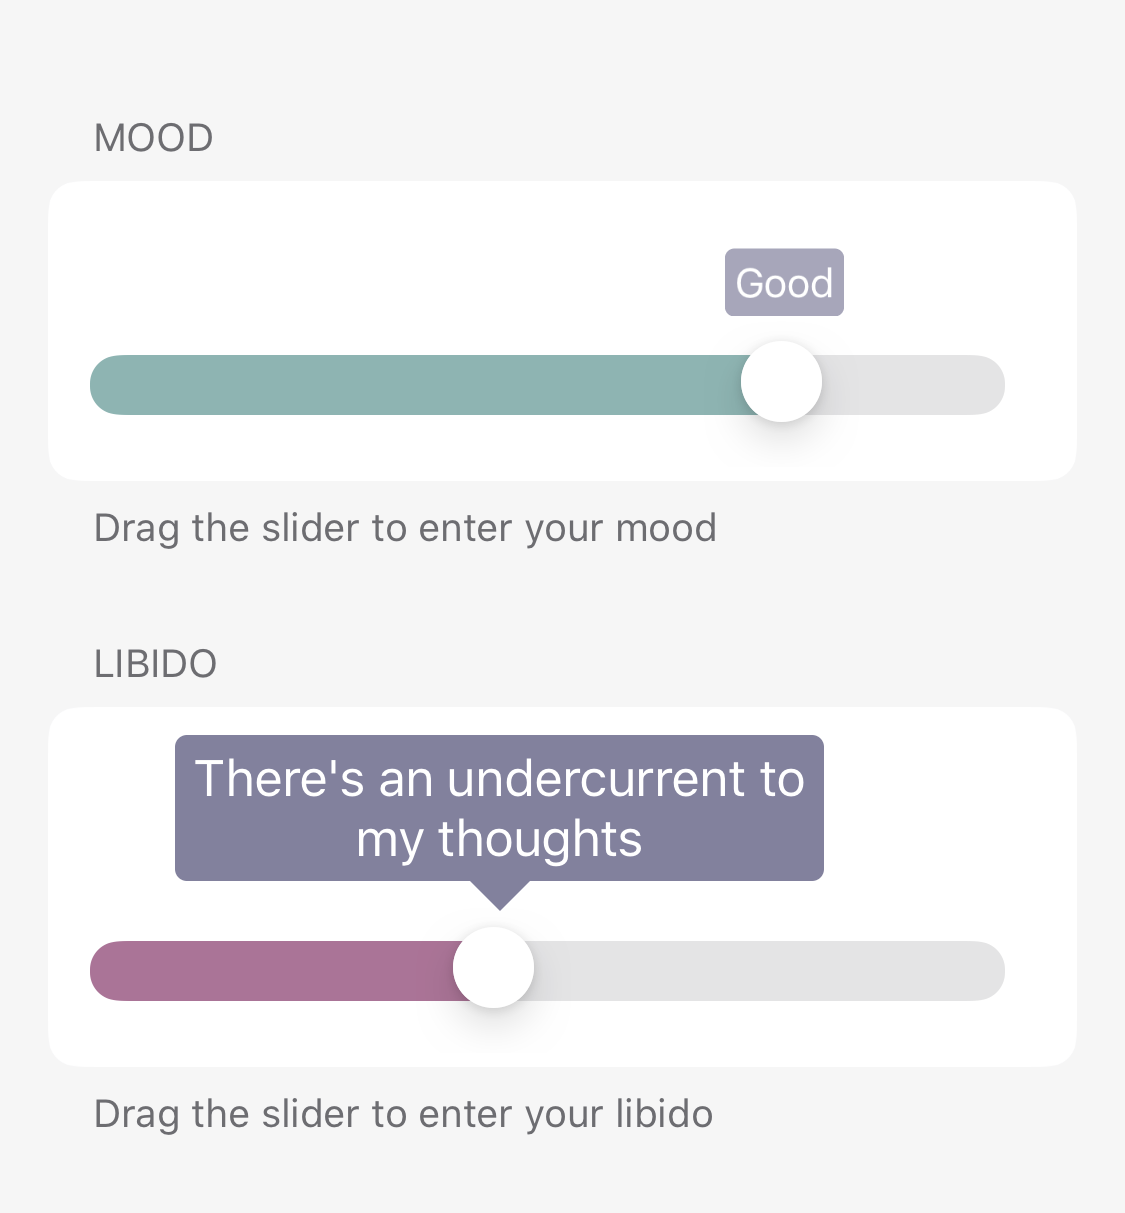 MOOD
Good
Drag the slider to enter your mood
LIBIDO
There's an undercurrent to
my thoughts
Drag the slider to enter your libido